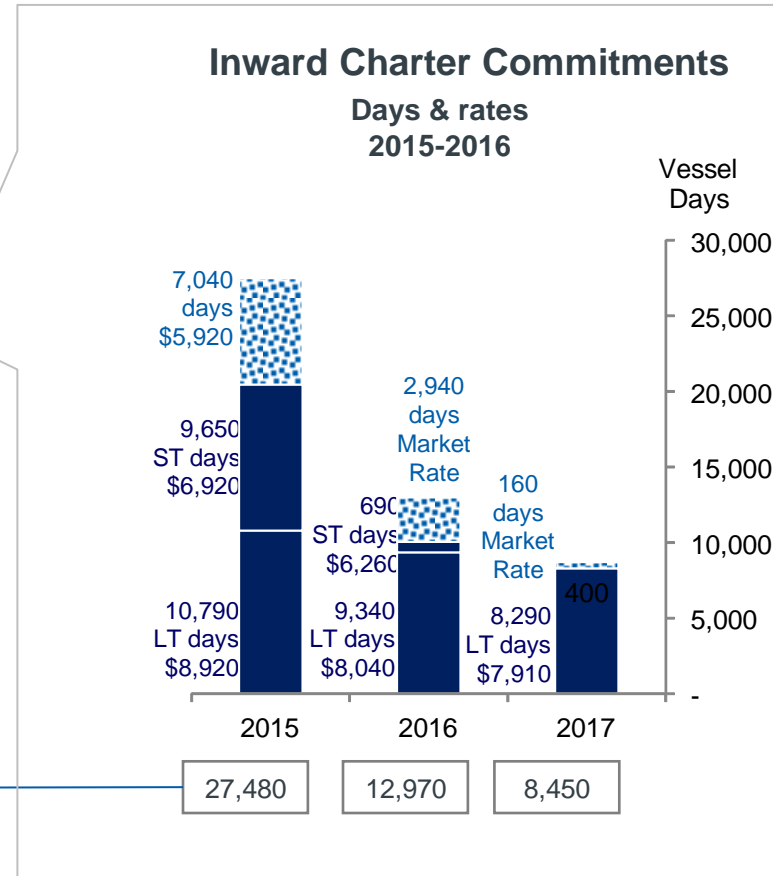 Inward Charter Commitments
Days & rates
2015-2016
Vessel
Days
30,000
25,000
20,000
15,000
10,000
5,000
-
7,040
days
$5,920
9,650
ST days
$6,920
10,790
LT days
$8,920
2,940
days
Market
Rate
690
ST days
$6,260
9,340
LT days
$8,040
160
days
Market
Rate
400
8,290
LT days
$7,910
2015
2016
2017
27,480
12,970
8,450